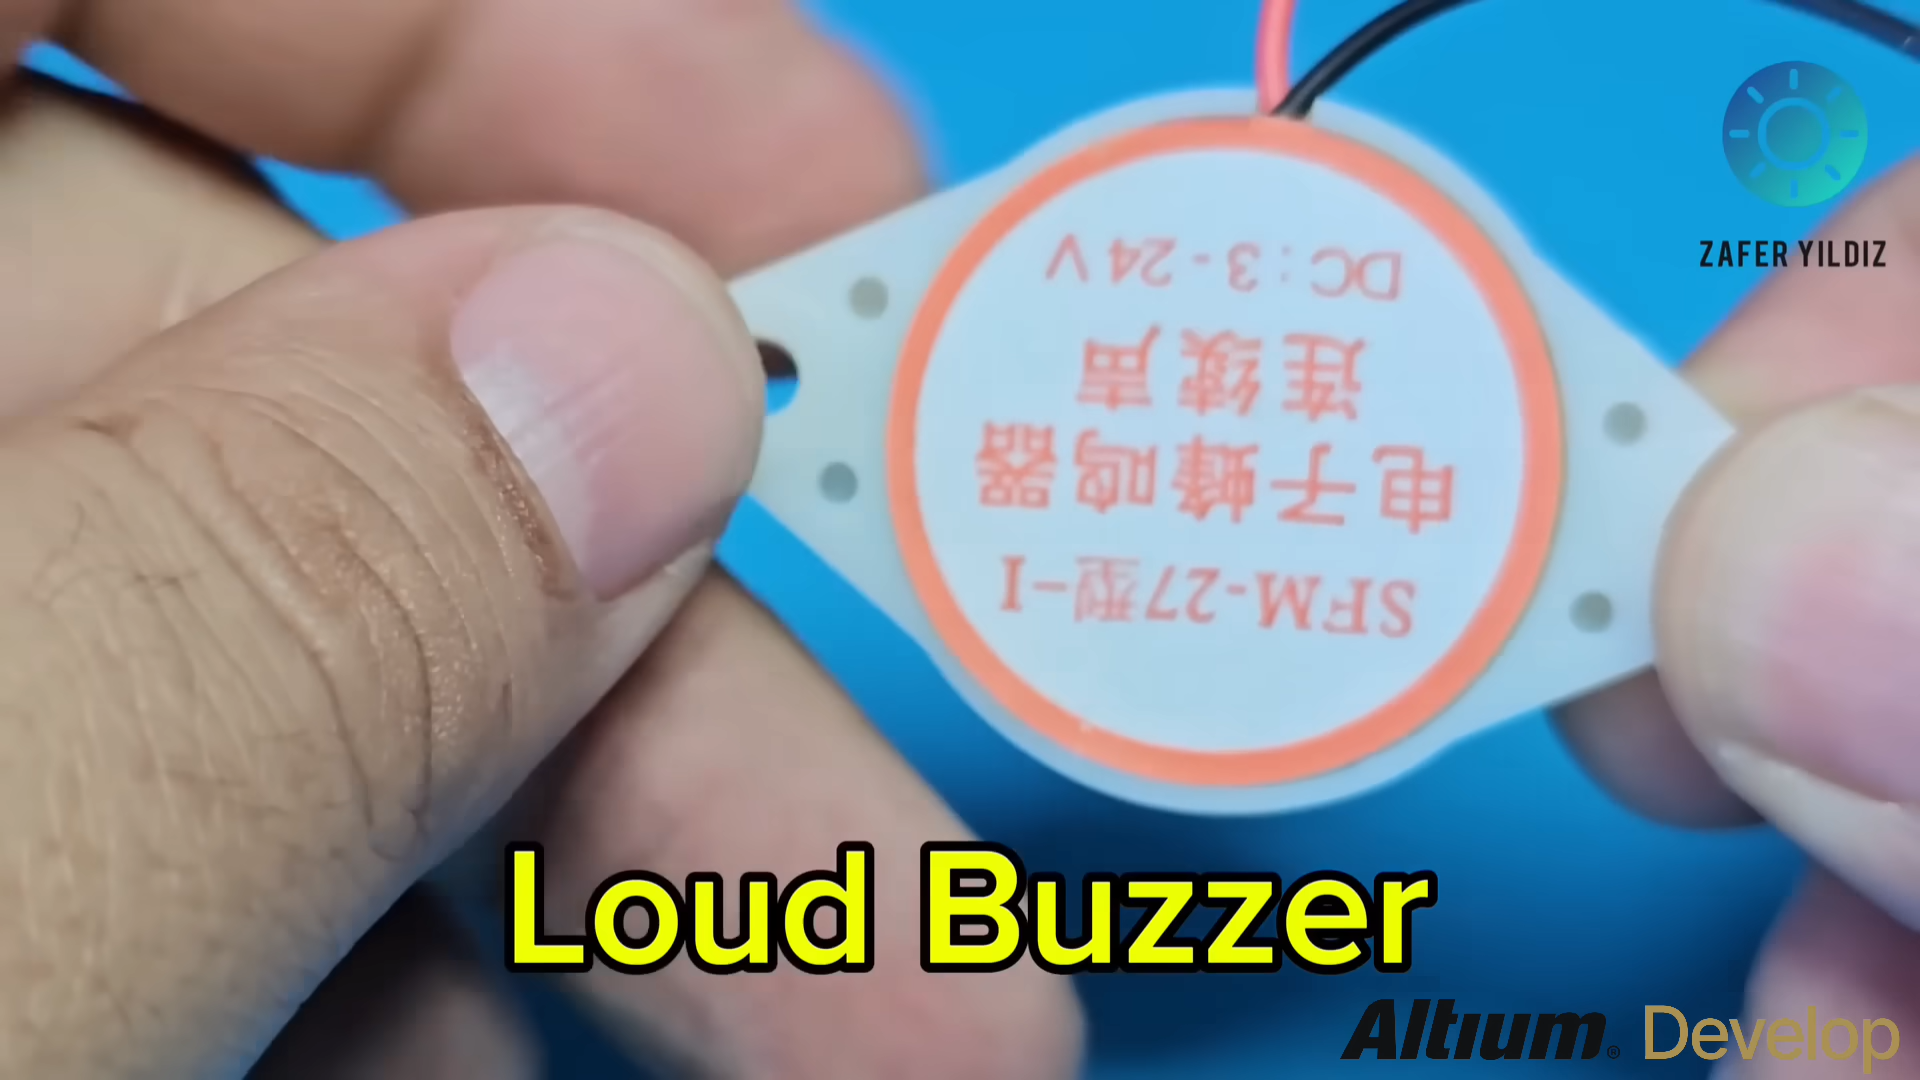 ZAFER YILDIZ
SFM-27型-I
电子蜂鸣器
连续声
DC : 3 - 24 V
Loud Buzzer
Altium® Develop